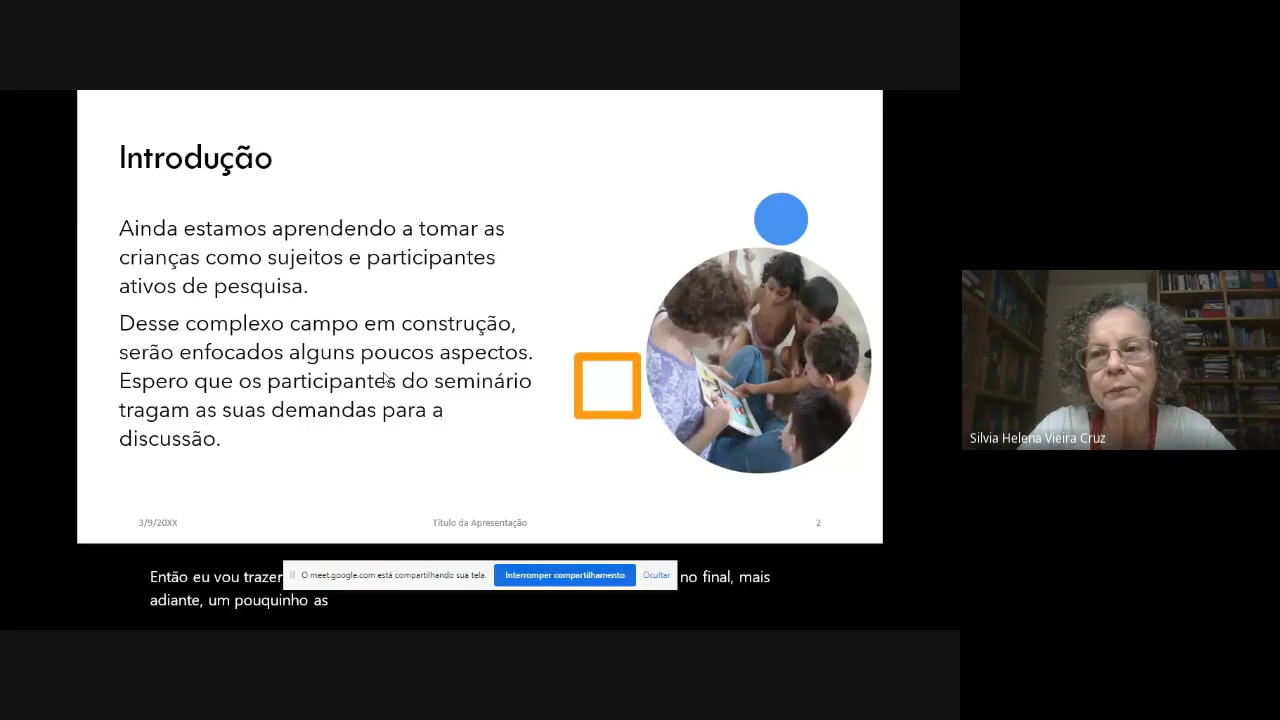 Introdução
Ainda estamos aprendendo a tomar as
crianças como sujeitos e participantes
ativos de pesquisa.
Desse complexo campo em construção,
serão enfocados alguns poucos aspectos.
Espero que os participantes do seminário
tragam as suas demandas para a
discussão.
3/9/20XX
Título da Apresentação
2
Silvia Helena Vieira Cruz
Então eu vou trazer
O meet.google.com está compartilhando sua tela.
Interromper compartilhamento
Ocultar
no final, mais
adiante, um pouquinho as